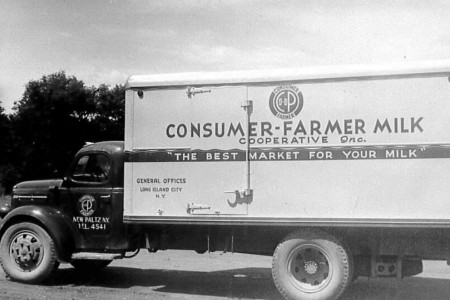 CONSUMER-FARMER MILK
COOPERATIVE Inc.
"THE BEST MARKET FOR YOUR MILK"
GENERAL OFFICES
LONG ISLAND CITY
N.Y.
NEW PALTZ N.Y.
TEL. 4541